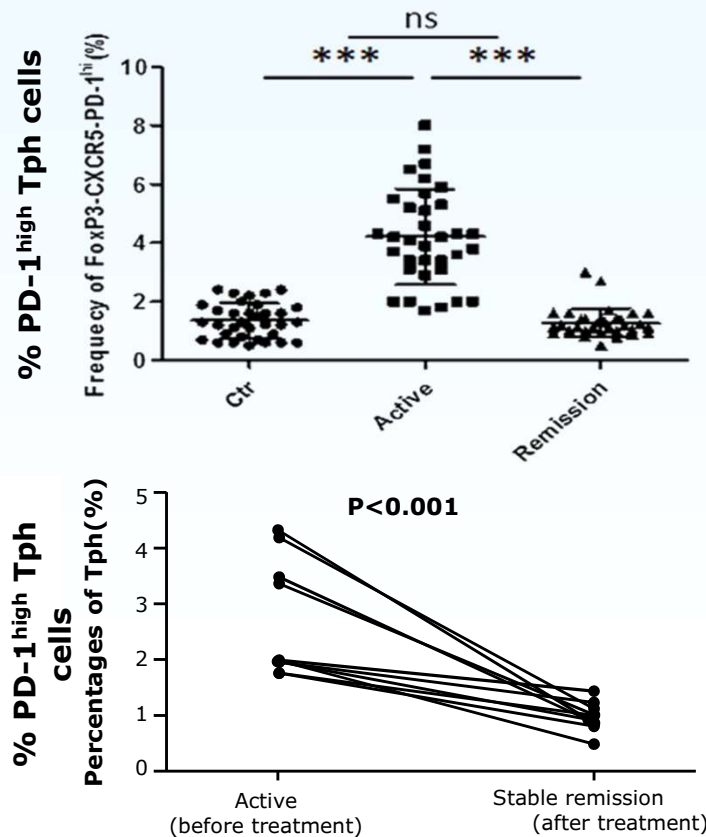 ns
*** ***
% PD-1high Tph cells
Frequecy of FoxP3-CXCR5-PD-1hi(%)
10
8
6
4
2
0
Ctr
Active
Remission
% PD-1high Tph
cells
Percentages of Tph(%)
P<0.001
5
4
3
2
1
0
Active
(before treatment)
Stable remission
(after treatment)